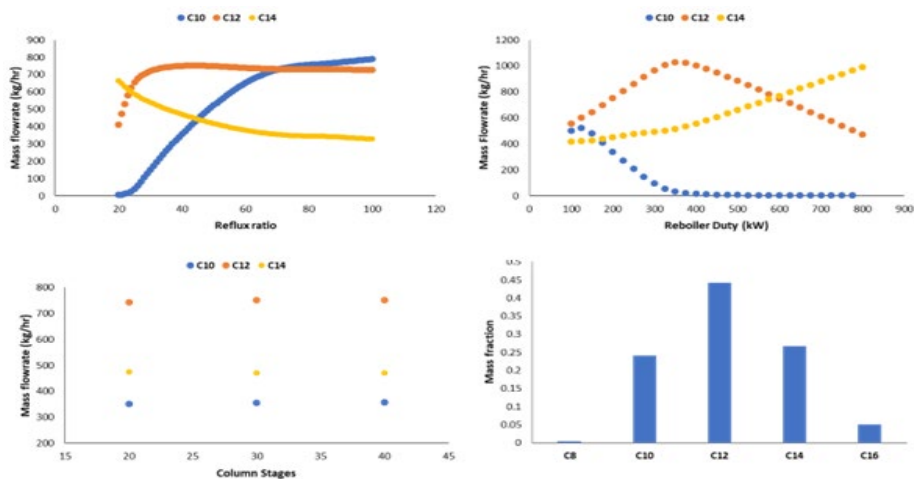 C10 C12 C14
Mass flowrate (kg/hr)
900
800
700
600
500
400
300
200
100
0
0 20 40 60 80 100 120
Reflux ratio
C10 C12 C14
Mass Flowrate (kg/hr)
1200
1000
800
600
400
200
0
0 100 200 300 400 500 600 700 800 900
Reboiler Duty (kW)
C10 C12 C14
Mass flowrate (kg/hr)
800
700
600
500
400
300
200
15 20 25 30 35 40 45
Column Stages
Mass fraction
0.5
0.45
0.4
0.35
0.3
0.25
0.2
0.15
0.1
0.05
0
C8 C10 C12 C14 C16